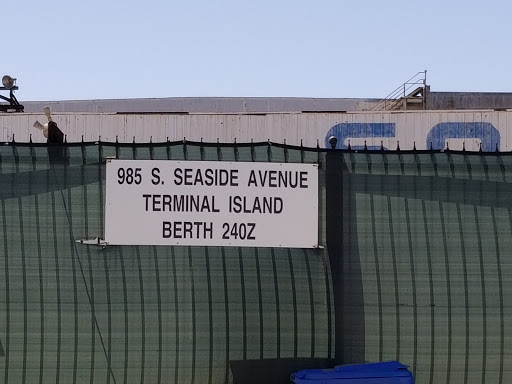 985 S. SEASIDE AVENUE
TERMINAL ISLAND
BERTH 240Z